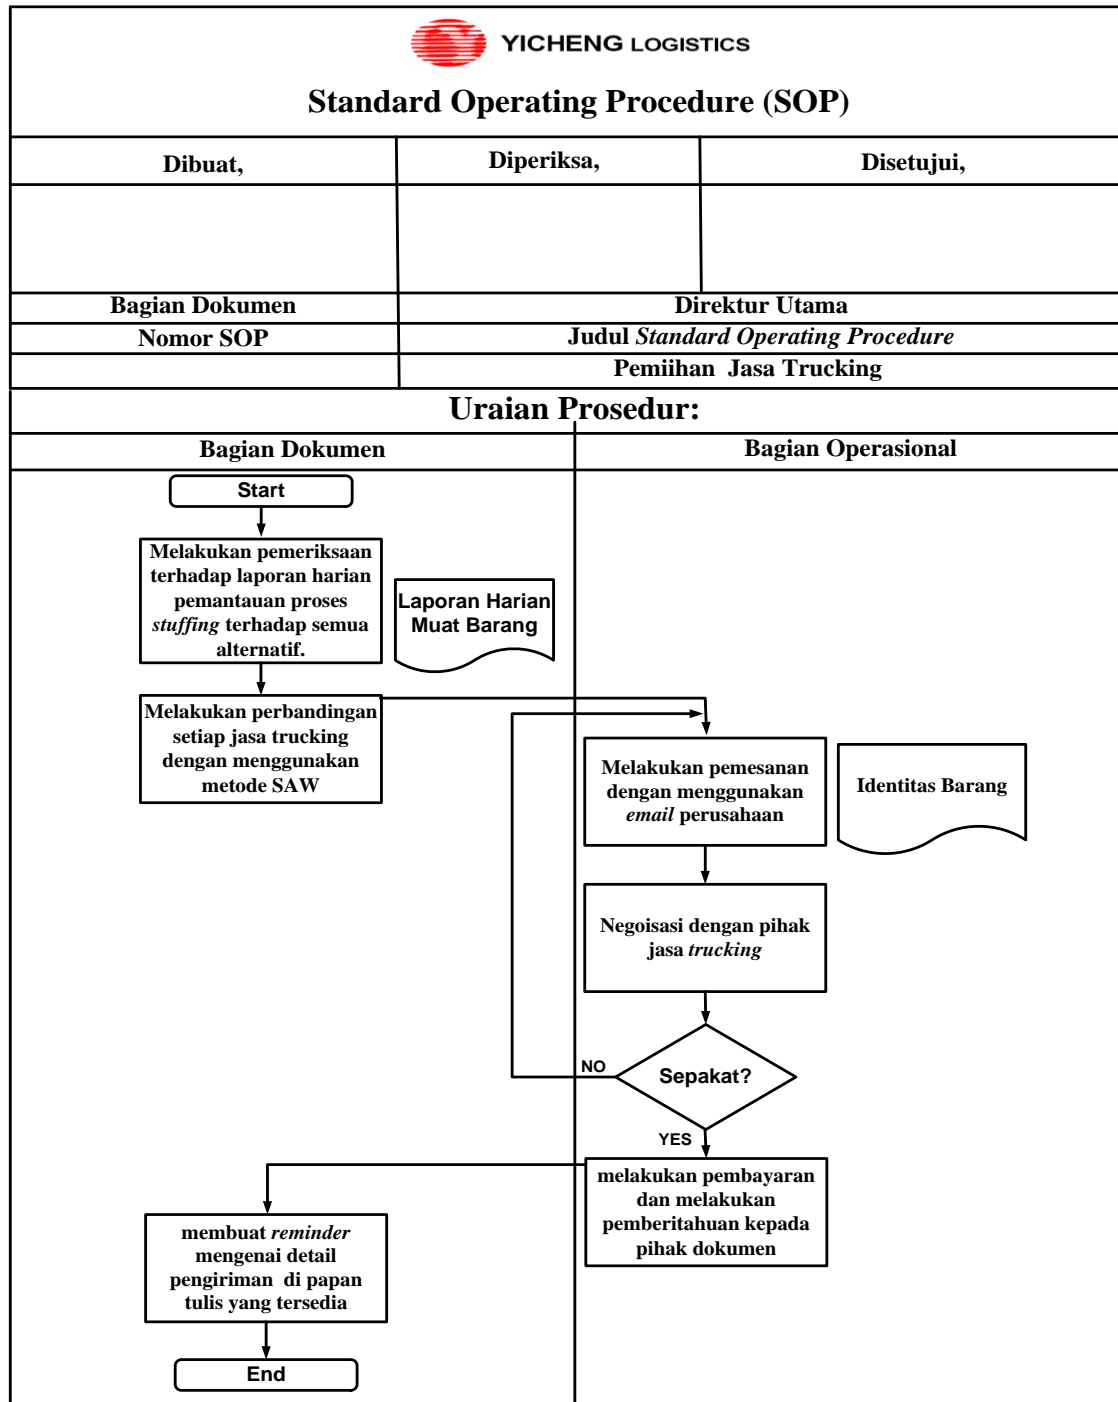 YICHENG LOGISTICS
Standard Operating Procedure (SOP)
Dibuat,
Diperiksa,
Disetujui,
Bagian Dokumen
Direktur Utama
Nomor SOP
Judul Standard Operating Procedure
Pemiihan Jasa Trucking
Uraian Prosedur:
Bagian Dokumen
Bagian Operasional
Start
Melakukan pemeriksaan
terhadap laporan harian
pemantauan proses
stuffing terhadap semua
alternatif.
Laporan Harian
Muat Barang
Melakukan perbandingan
setiap jasa trucking
dengan menggunakan
metode SAW
Melakukan pemesanan
dengan menggunakan
email perusahaan
Identitas Barang
Negoisasi dengan pihak
jasa trucking
Sepakat?
NO
YES
melakukan pembayaran
dan melakukan
pemberitahuan kepada
pihak dokumen
membuat reminder
mengenai detail
pengiriman di papan
tulis yang tersedia
End